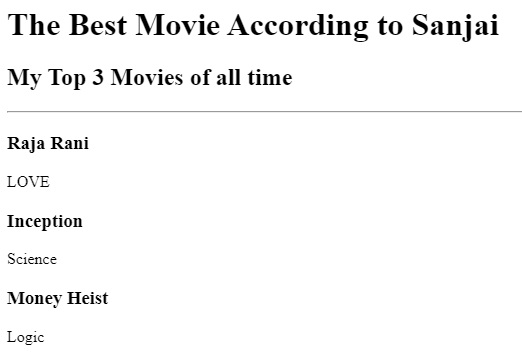 The Best Movie According to Sanjai
My Top 3 Movies of all time
Raja Rani
LOVE
Inception
Science
Money Heist
Logic